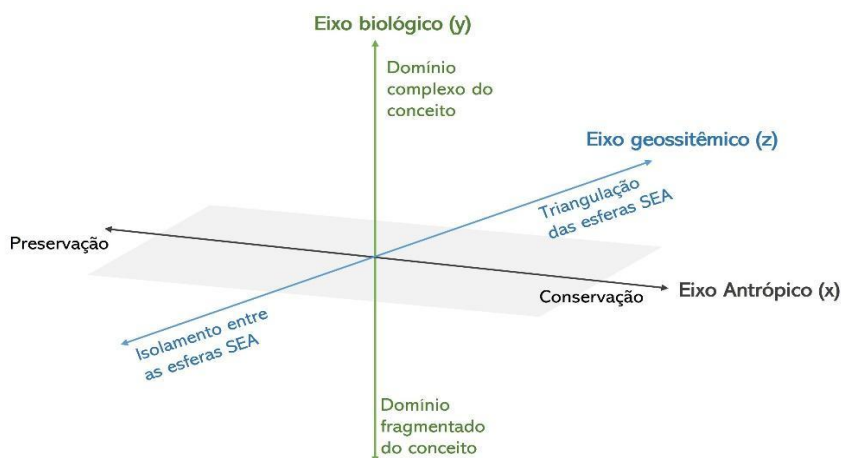 Eixo biológico (y)
Domínio
complexo do
conceito
Eixo geossitêmico (z)
Triangulação
das esferas SEA
Preservação
Conservação
Eixo Antrópico (x)
Isolamento entre
as esferas SEA
Domínio
fragmentado
do conceito